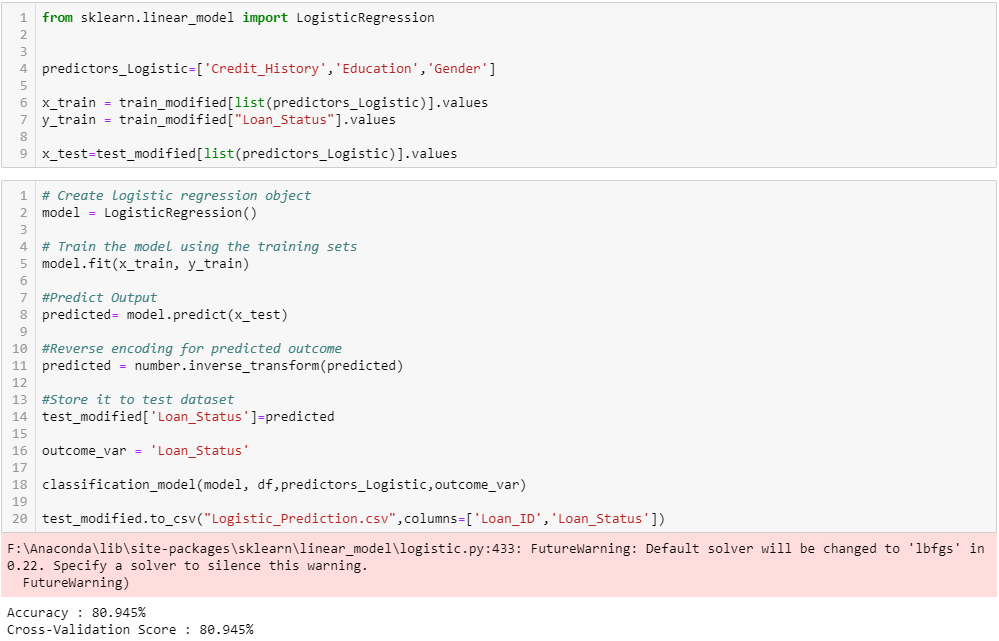 1 from sklearn.linear_model import LogisticRegression
2
3
4 predictors_Logistic=['Credit_History','Education','Gender']
5
6 x_train = train_modified[list(predictors_Logistic)].values
7 y_train = train_modified["Loan_Status"].values
8
9 x_test=test_modified[list(predictors_Logistic)].values
1 # Create logistic regression object
2 model = LogisticRegression()
3
4 # Train the model using the training sets
5 model.fit(x_train, y_train)
6
7 #Predict Output
8 predicted= model.predict(x_test)
9
10 #Reverse encoding for predicted outcome
11 predicted = number.inverse_transform(predicted)
12
13 #Store it to test dataset
14 test_modified['Loan_Status']=predicted
15
16 outcome_var = 'Loan_Status'
17
18 classification_model(model, df,predictors_Logistic,outcome_var)
19
20 test_modified.to_csv("Logistic_Prediction.csv",columns=['Loan_ID','Loan_Status'])
F:\Anaconda\lib\site-packages\sklearn\linear_model\logistic.py:433: FutureWarning: Default solver will be changed to 'lbfgs' in
0.22. Specify a solver to silence this warning.
FutureWarning)
Accuracy : 80.945%
Cross-Validation Score : 80.945%